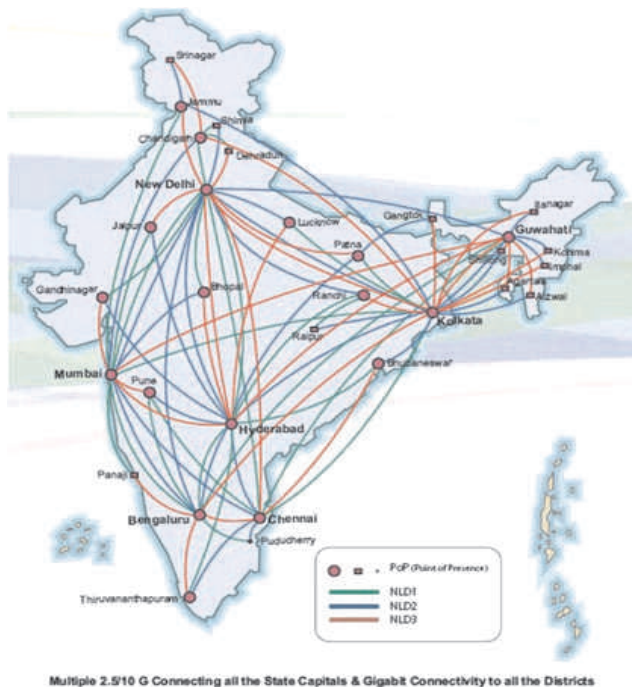 Srinagar
Jammu
Shimla
Chandigarh
Dehradun
New Delhi
Itanagar
Gangtok
Lucknow
Guwahati
Jaipur
Kohima
Patna
Shillong
Imphal
Agartala
Bhopal
Ranchi
Aizwal
Gandhinagar
Kolkata
Raipur
Bhubaneswar
Mumbai
Pune
Hyderabad
Panaji
Bengaluru
Chennai
Puducherry
PoP (Point of Presence)
NLD1
Thiruvananthapuram
NLD2
NLD3
Multiple 2.5/10 G Connecting all the State Capitals & Gigabit Connectivity to all the Districts